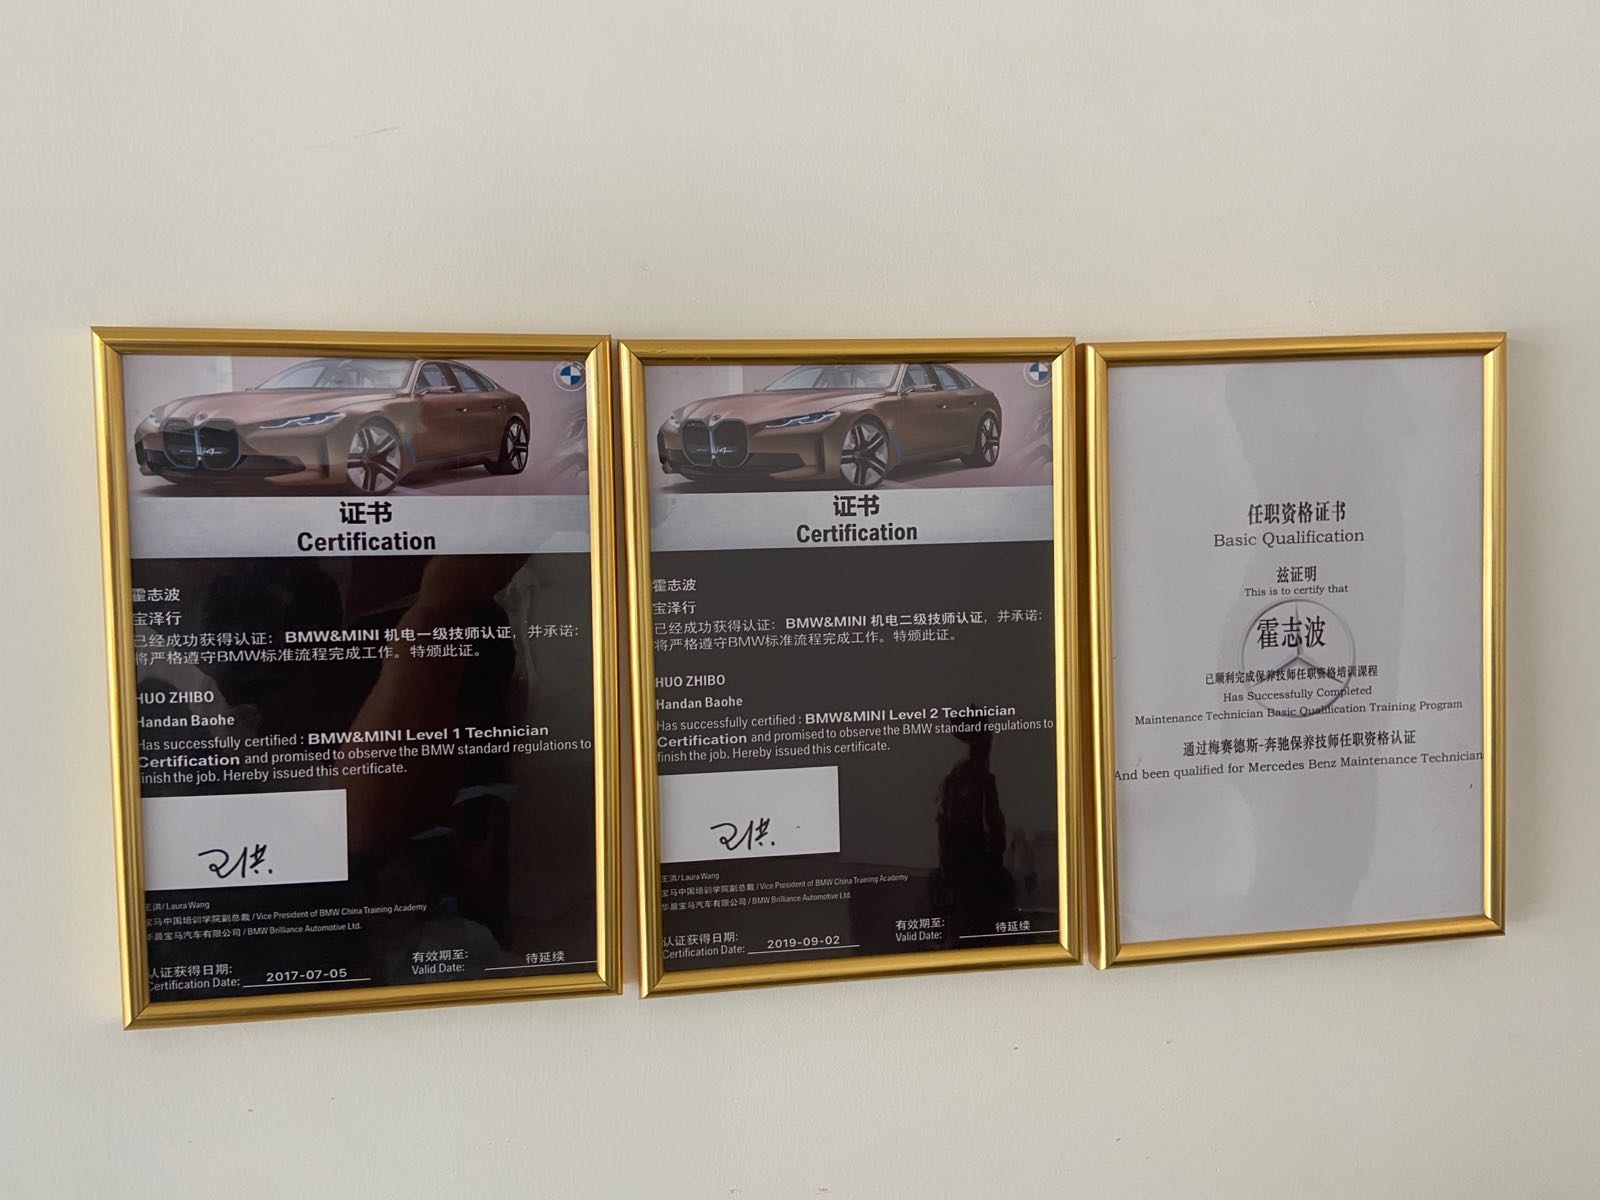 证书
Certification
霍志波
宝泽行
已经成功获得认证：BMW&MINI 机电一级技师认证，并承诺：
将严格遵守BMW标准流程完成工作。特颁此证。
HUO ZHIBO
Handan Baohe
Has successfully certified : BMW&MINI Level 1 Technician
Certification and promised to observe the BMW standard regulations to
finish the job. Hereby issued this certificate.
王洪/ Laura Wang
宝马中国培训学院副总裁 / Vice President of BMW China Training Academy
华晨宝马汽车有限公司 / BMW Brilliance Automotive Ltd.
认证获得日期: 有效期至:
Certification Date: 2017-07-05 Valid Date: 待延续
证书
Certification
霍志波
宝泽行
已经成功获得认证：BMW&MINI 机电二级技师认证，并承诺：
将严格遵守BMW标准流程完成工作。特颁此证。
HUO ZHIBO
Handan Baohe
Has successfully certified : BMW&MINI Level 2 Technician
Certification and promised to observe the BMW standard regulations to
finish the job. Hereby issued this certificate.
王洪/ Laura Wang
宝马中国培训学院副总裁 / Vice President of BMW China Training Academy
华晨宝马汽车有限公司 / BMW Brilliance Automotive Ltd.
认证获得日期: 有效期至:
Certification Date: 2019-09-02 Valid Date: 待延续
任职资格证书
Basic Qualification
兹证明
This is to certify that
霍志波
已顺利完成保养技师任职资格培训课程
Has Successfully Completed
Maintenance Technician Basic Qualification Training Program
通过梅赛德斯-奔驰保养技师任职资格认证
And been qualified for Mercedes Benz Maintenance Technician